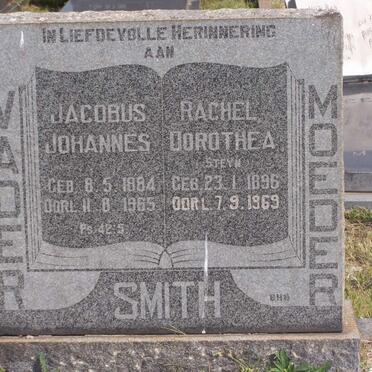 IN LIEFDEVOLLE HERINNERING
AAN
VADER
JACOBUS
JOHANNES
GEB. 8.5.1884
OORL. 11.8.1965
PS. 42:5
RACHEL
DOROTHEA
STEYN
GEB. 23.1.1896
OORL. 7.9.1969
MOEDER
SMITH